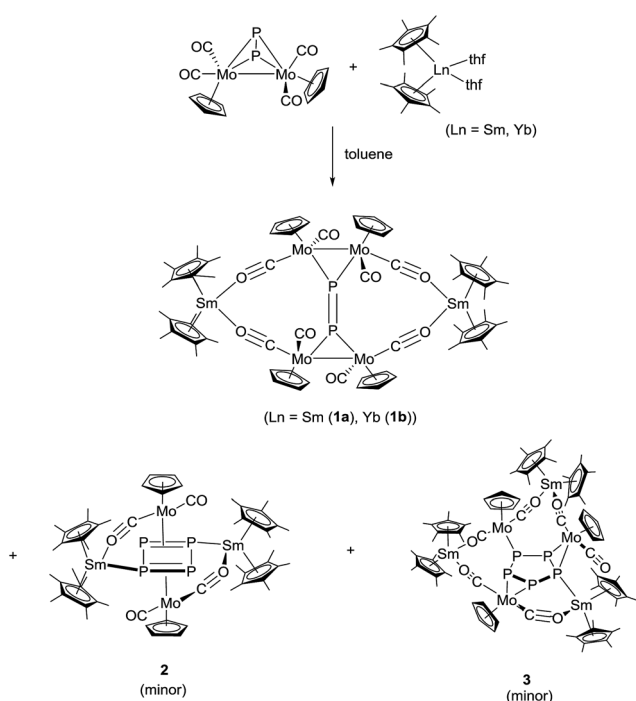 P
OC P CO
OC Mo Mo + Ln thf
CO thf
(Ln = Sm, Yb)
toluene
CO
Mo Mo
C CO C
O P O
Sm Sm
O CO P O
C C
Mo Mo
CO OC
(Ln = Sm (1a), Yb (1b))
Sm
O
C O
C
Mo CO
C
O
P P Sm
+ Sm P P O
C
Mo
OC
+
Mo Mo
OC C
O
Sm P P
O P P
C P
Mo Sm
C O
2
(minor)
3
(minor)